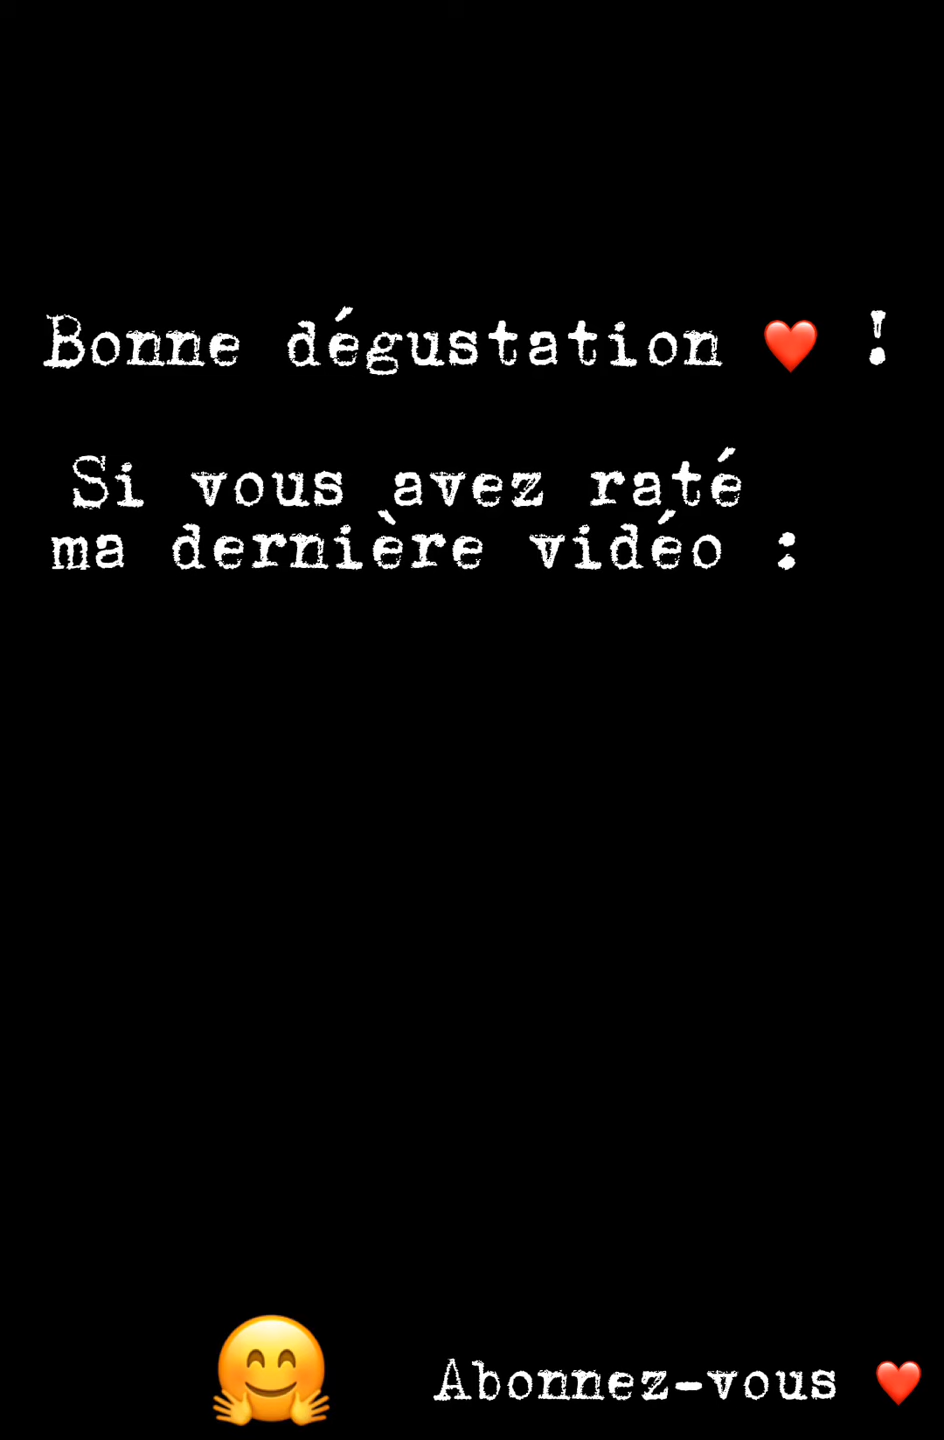 Bonne dégustation ❤️ !
Si vous avez raté
ma dernière vidéo :
🤗 Abonnez-vous ❤️